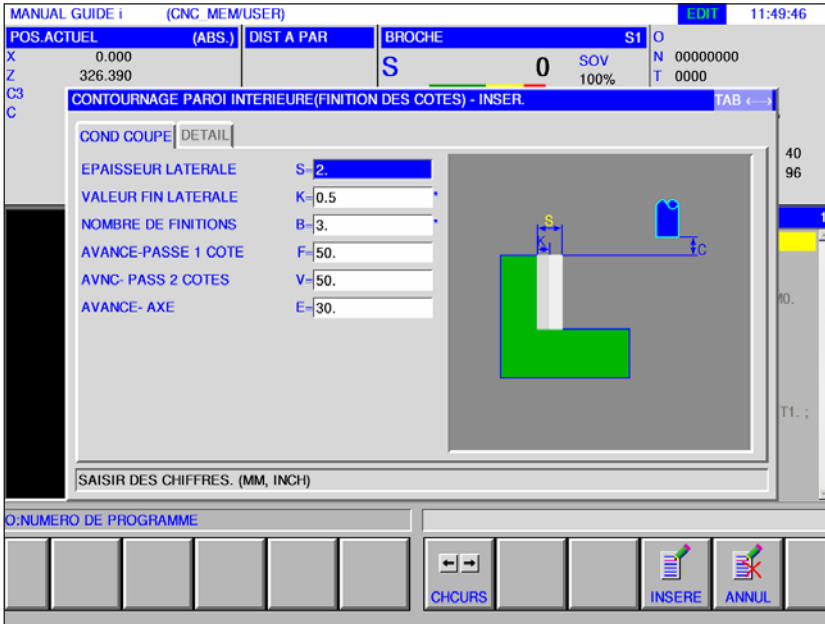 MANUAL GUIDE i (CNC_MEM/USER) EDIT 11:49:46
POS.ACTUEL (ABS.) DIST A PAR BROCHE S1 O
X 0.000 S 0 SOV N 00000000
Z 326.390 100% T 0000
C3
C
CONTOURNAGE PAROI INTERIEURE(FINITION DES COTES) - INSER. TAB ←→
COND COUPE DETAIL
EPAISSEUR LATERALE S= 2.
VALEUR FIN LATERALE K= 0.5 *
NOMBRE DE FINITIONS B= 3. *
AVANCE-PASSE 1 COTE F= 50.
AVNC- PASS 2 COTES V= 50.
AVANCE- AXE E= 30.
S
K
C
40
96
1
M0.
T1. ;
SAISIR DES CHIFFRES. (MM, INCH)
O:NUMERO DE PROGRAMME
← →
CHCURS INSERE ANNUL